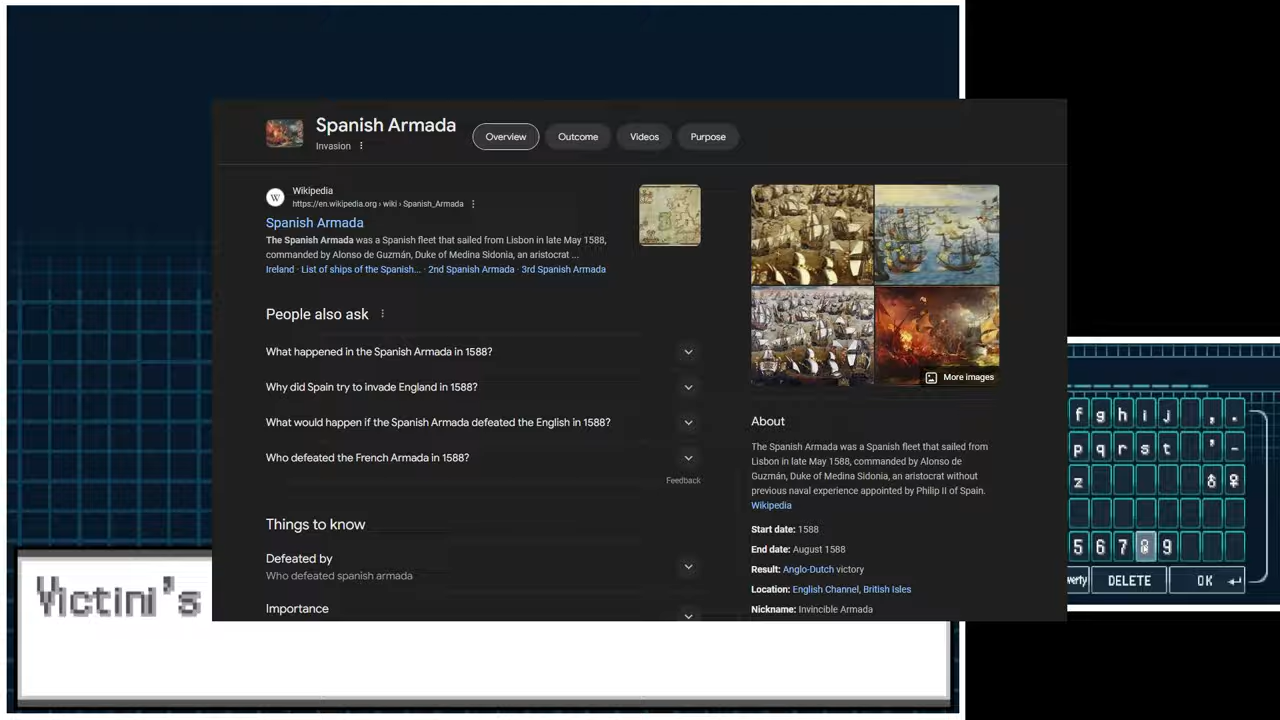 Spanish Armada
Invasion
Overview
Outcome
Videos
Purpose
W
Wikipedia
https://en.wikipedia.org › wiki › Spanish_Armada
Spanish Armada
The Spanish Armada was a Spanish fleet that sailed from Lisbon in late May 1588,
commanded by Alonso de Guzmán, Duke of Medina Sidonia, an aristocrat ...
Ireland · List of ships of the Spanish... · 2nd Spanish Armada · 3rd Spanish Armada
People also ask
What happened in the Spanish Armada in 1588?
Why did Spain try to invade England in 1588?
What would happen if the Spanish Armada defeated the English in 1588?
Who defeated the French Armada in 1588?
Feedback
Things to know
Defeated by
Who defeated spanish armada
Importance
More images
About
The Spanish Armada was a Spanish fleet that sailed from
Lisbon in late May 1588, commanded by Alonso de
Guzmán, Duke of Medina Sidonia, an aristocrat without
previous naval experience appointed by Philip II of Spain.
Wikipedia
Start date: 1588
End date: August 1588
Result: Anglo-Dutch victory
Location: English Channel, British Isles
Nickname: Invincible Armada
f g h i j , .
p q r s t ' -
z ♂ ♀
5 6 7 8 9
DELETE
OK
Victini's